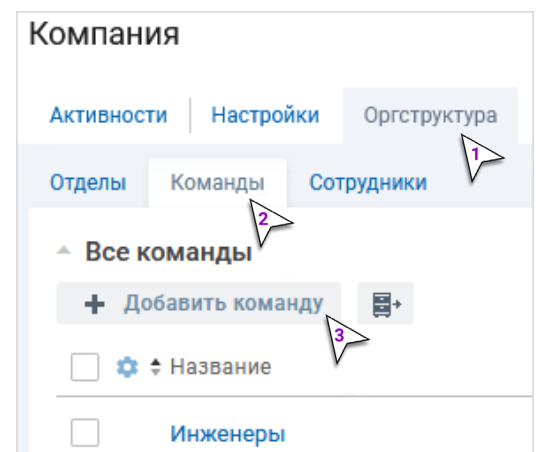 Компания
Активности Настройки Оргструктура
1
Отделы Команды Сотрудники
2
Все команды
+ Добавить команду
3
Название
Инженеры